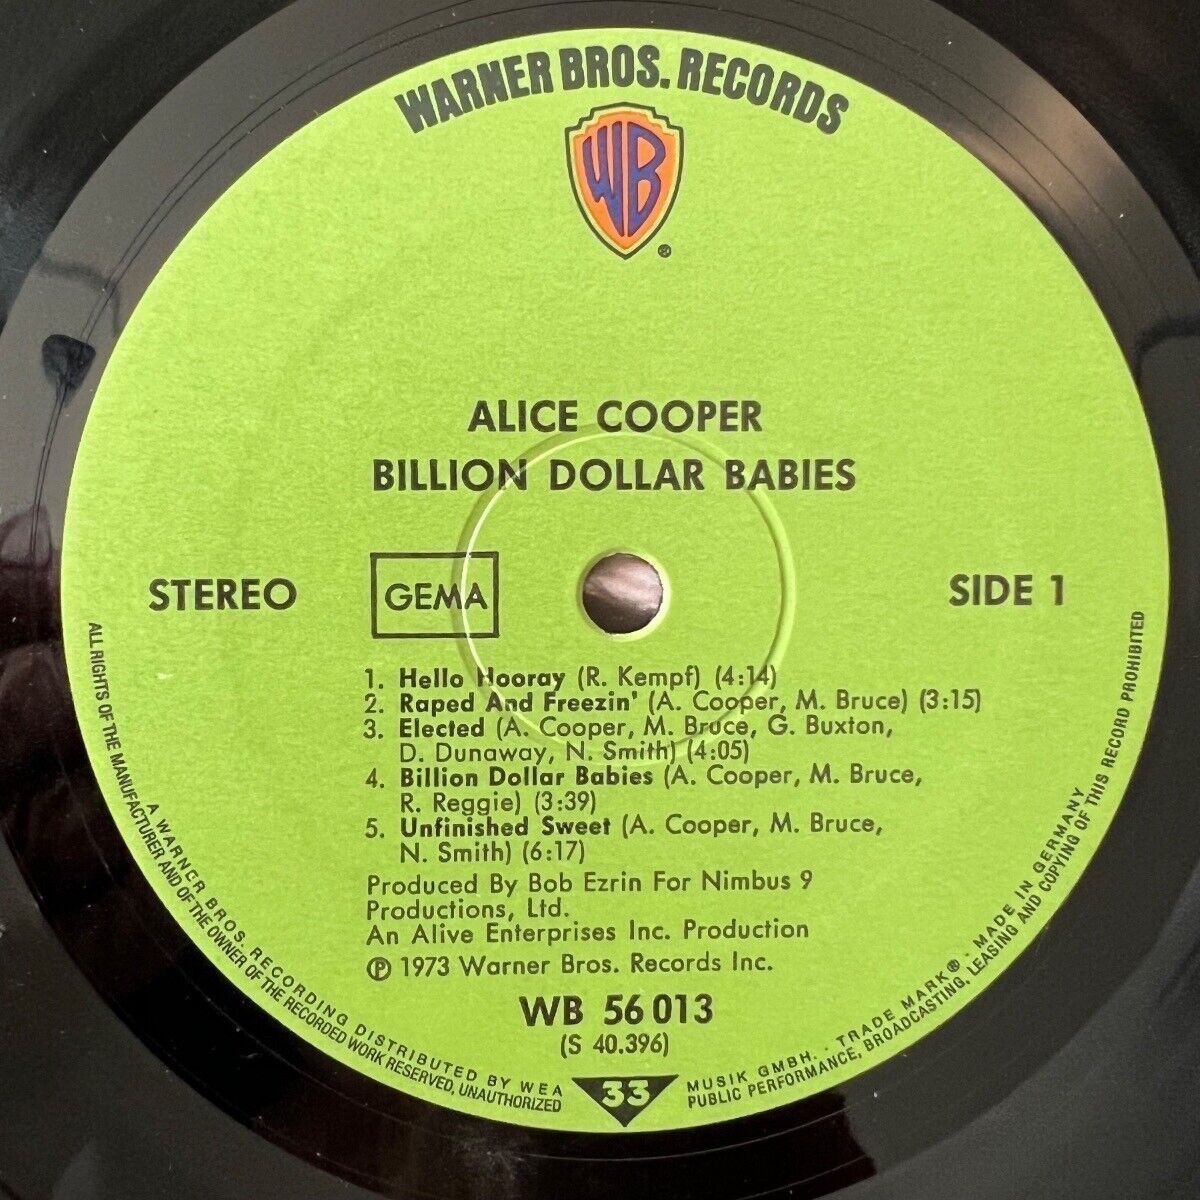 WARNER BROS. RECORDS
WB
®
ALICE COOPER
BILLION DOLLAR BABIES
STEREO
GEMA
SIDE 1
1. Hello Hooray (R. Kempf) (4:14)
2. Raped And Freezin' (A. Cooper, M. Bruce) (3:15)
3. Elected (A. Cooper, M. Bruce, G. Buxton,
D. Dunaway, N. Smith) (4:05)
4. Billion Dollar Babies (A. Cooper, M. Bruce,
R. Reggie) (3:39)
5. Unfinished Sweet (A. Cooper, M. Bruce,
N. Smith) (6:17)
Produced By Bob Ezrin For Nimbus 9
Productions, Ltd.
An Alive Enterprises Inc. Production
℗ 1973 Warner Bros. Records Inc.
WB 56 013
(S 40.396)
33
A WARNER BROS. RECORDING DISTRIBUTED BY WEA MUSIK GMBH. · TRADE MARK® · MADE IN GERMANY
ALL RIGHTS OF THE MANUFACTURER AND OF THE OWNER OF THE RECORDED WORK RESERVED, UNAUTHORIZED PUBLIC PERFORMANCE, BROADCASTING, LEASING AND COPYING OF THIS RECORD PROHIBITED